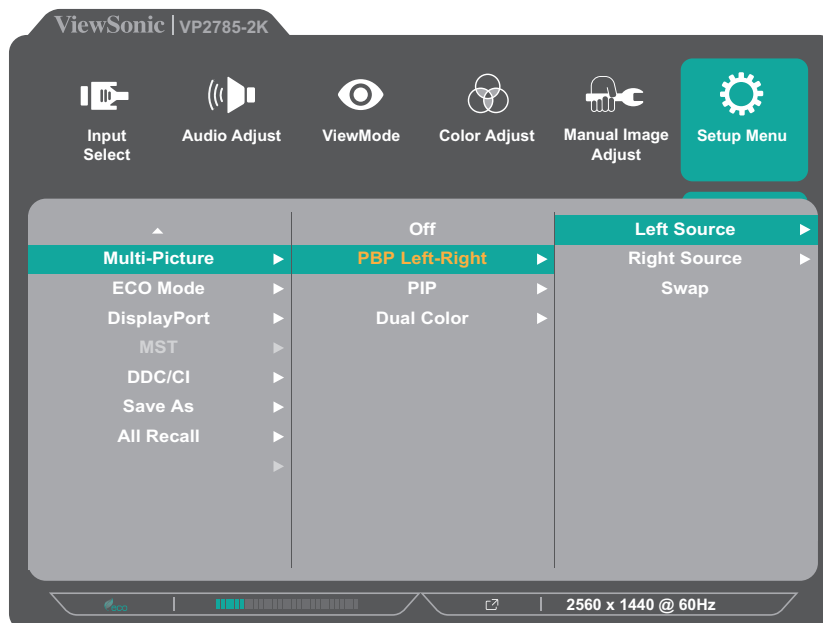 ViewSonic | VP2785-2K
Input Select
Audio Adjust
ViewMode
Color Adjust
Manual Image Adjust
Setup Menu
Multi-Picture
ECO Mode
DisplayPort
MST
DDC/CI
Save As
All Recall
Off
PBP Left-Right
PIP
Dual Color
Left Source
Right Source
Swap
eco
2560 x 1440 @ 60Hz